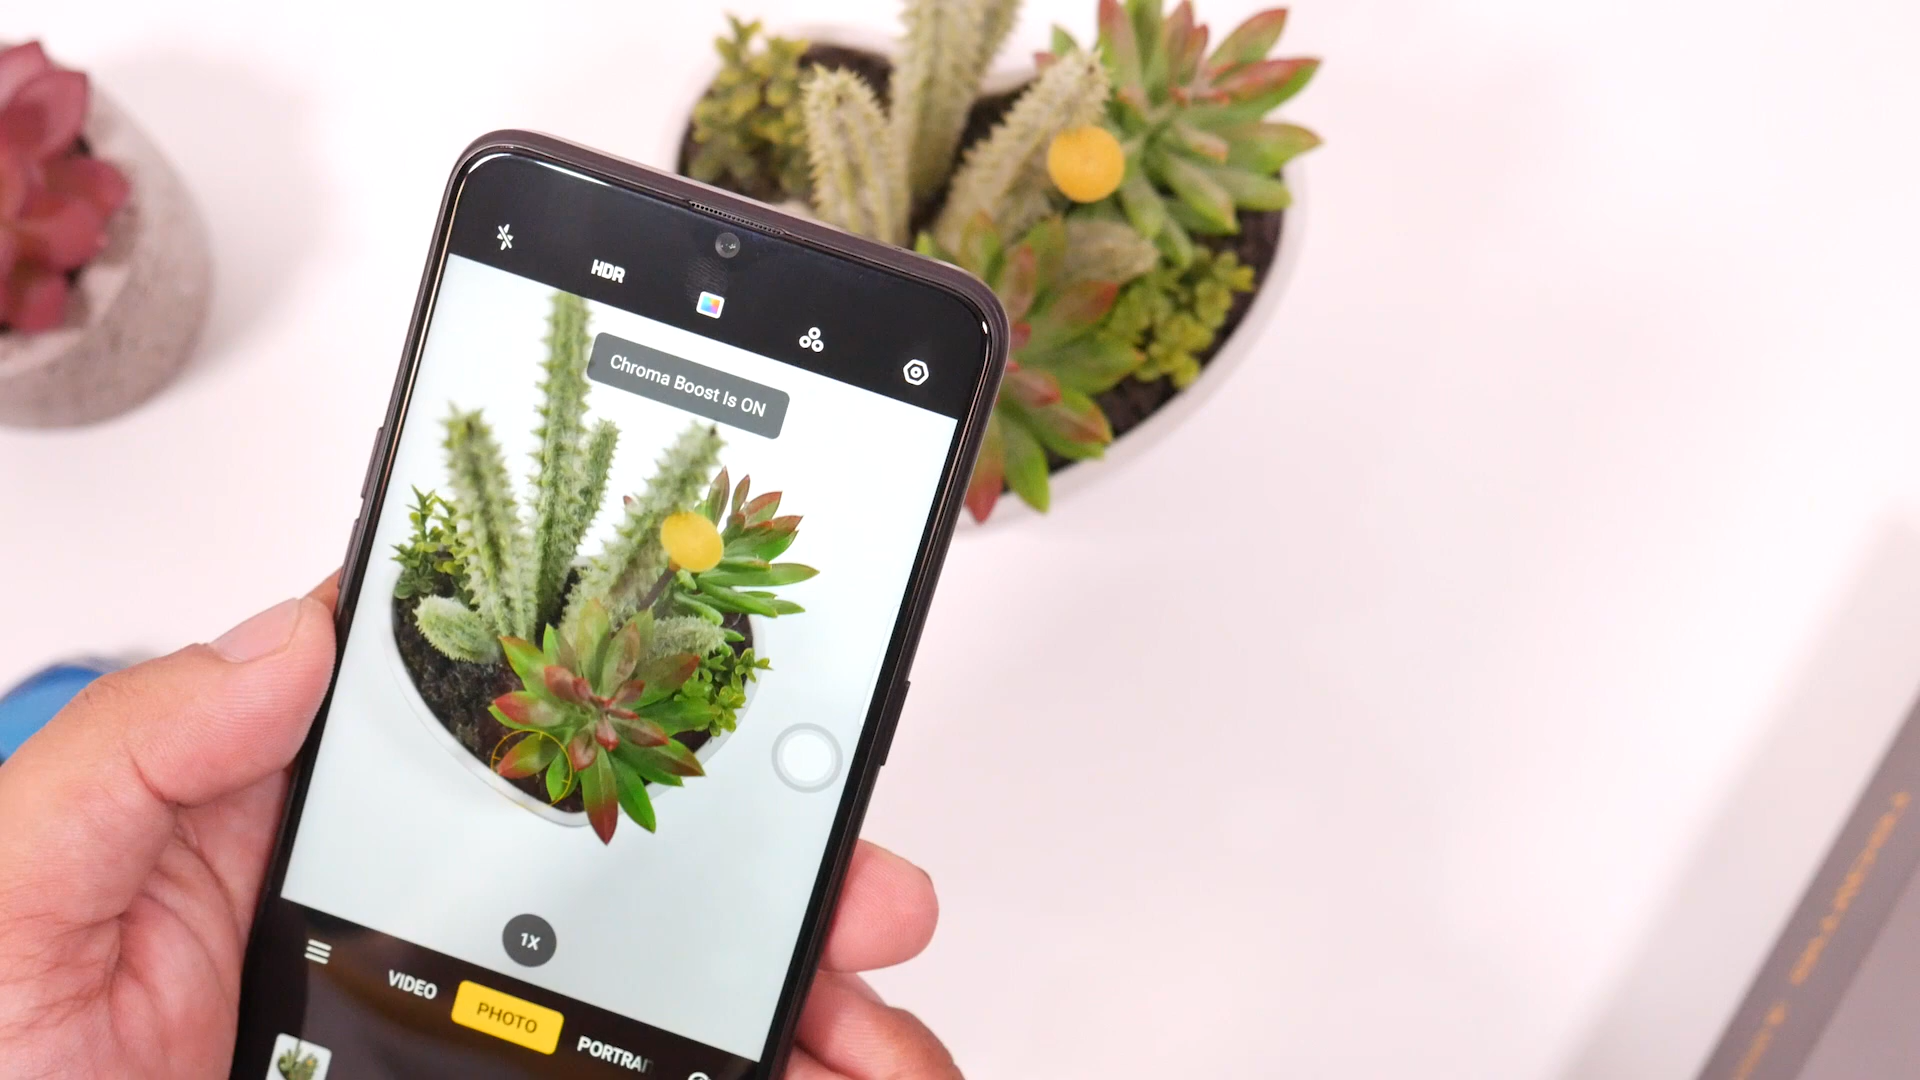 HDR
Chroma Boost Is ON
1X
VIDEO
PHOTO
PORTRAI